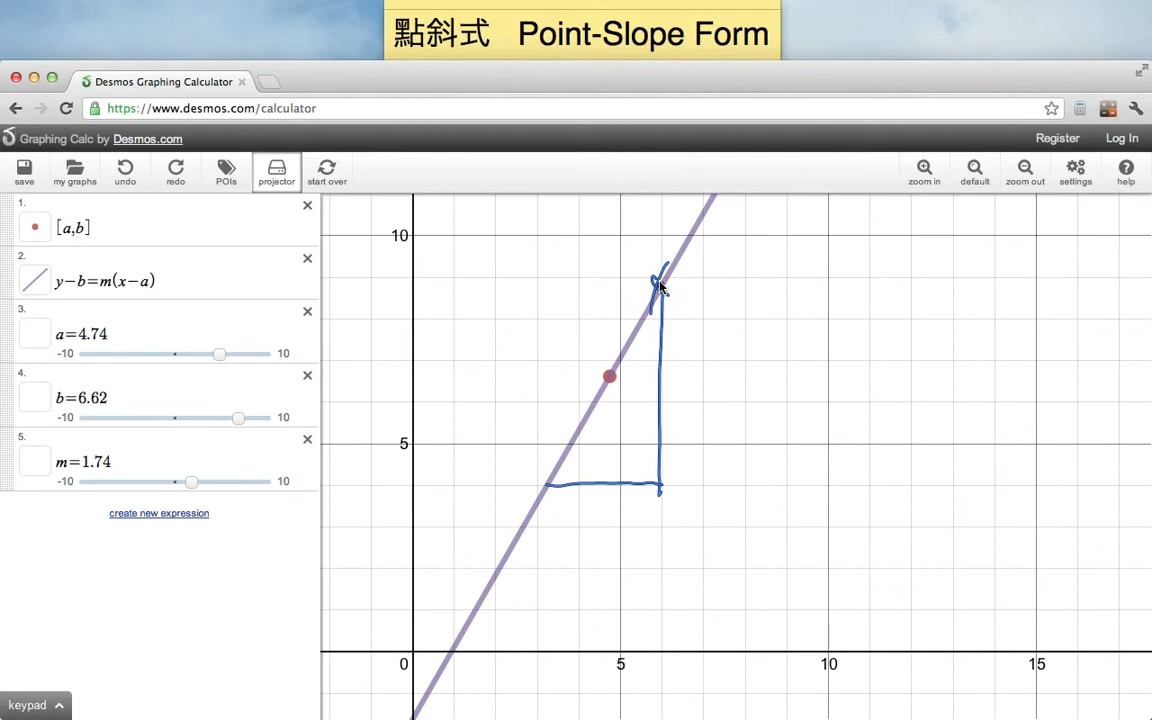 點斜式 Point-Slope Form
Desmos Graphing Calculator
https://www.desmos.com/calculator
Graphing Calc by Desmos.com
Register
Log In
save
my graphs
undo
redo
POIs
projector
start over
zoom in
default
zoom out
settings
help
1.
[a,b]
2.
y−b=m(x−a)
3.
a=4.74
-10
10
4.
b=6.62
-10
10
5.
m=1.74
-10
10
create new expression
10
5
0
5
10
15
keypad